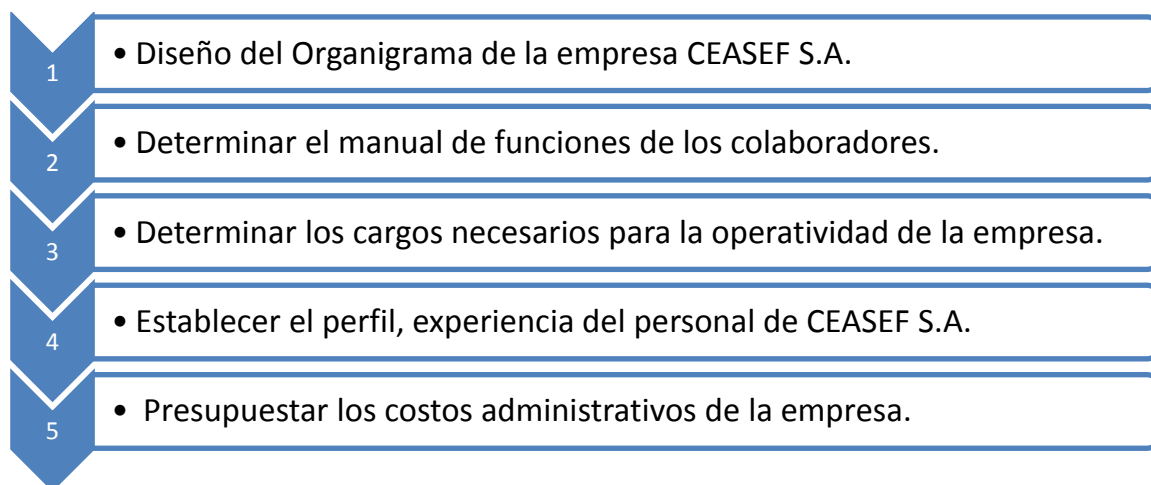 1
• Diseño del Organigrama de la empresa CEASEF S.A.
2
• Determinar el manual de funciones de los colaboradores.
3
• Determinar los cargos necesarios para la operatividad de la empresa.
4
• Establecer el perfil, experiencia del personal de CEASEF S.A.
5
• Presupuestar los costos administrativos de la empresa.